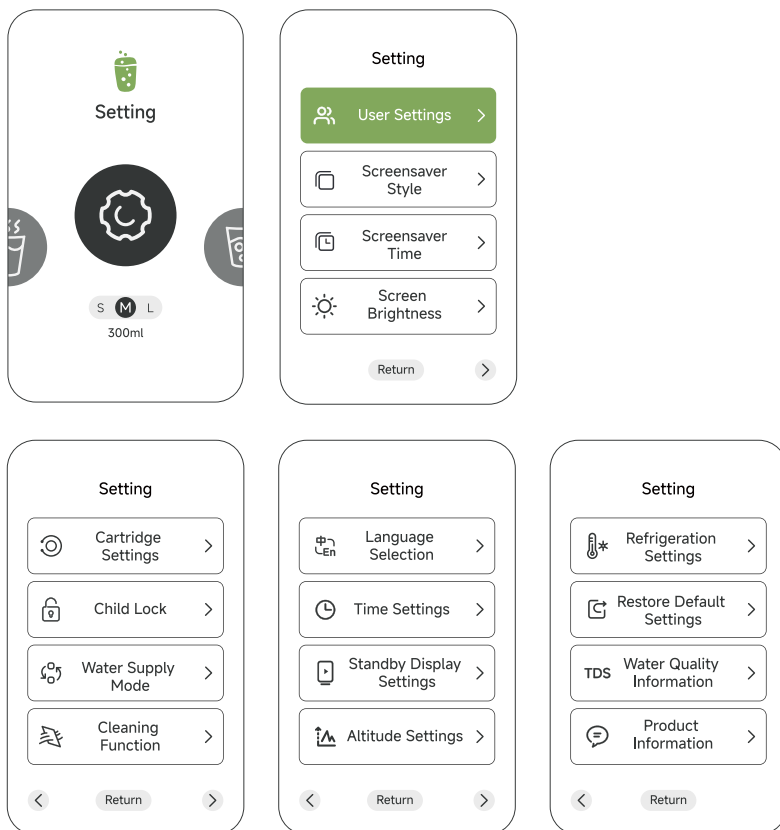 Setting
S M L
300ml
Setting
User Settings
Screensaver
Style
Screensaver
Time
Screen
Brightness
Return
Setting
Cartridge
Settings
Child Lock
Water Supply
Mode
Cleaning
Function
Return
Setting
中
En
Language
Selection
Time Settings
Standby Display
Settings
Altitude Settings
Return
Setting
Refrigeration
Settings
Restore Default
Settings
TDS
Water Quality
Information
Product
Information
Return